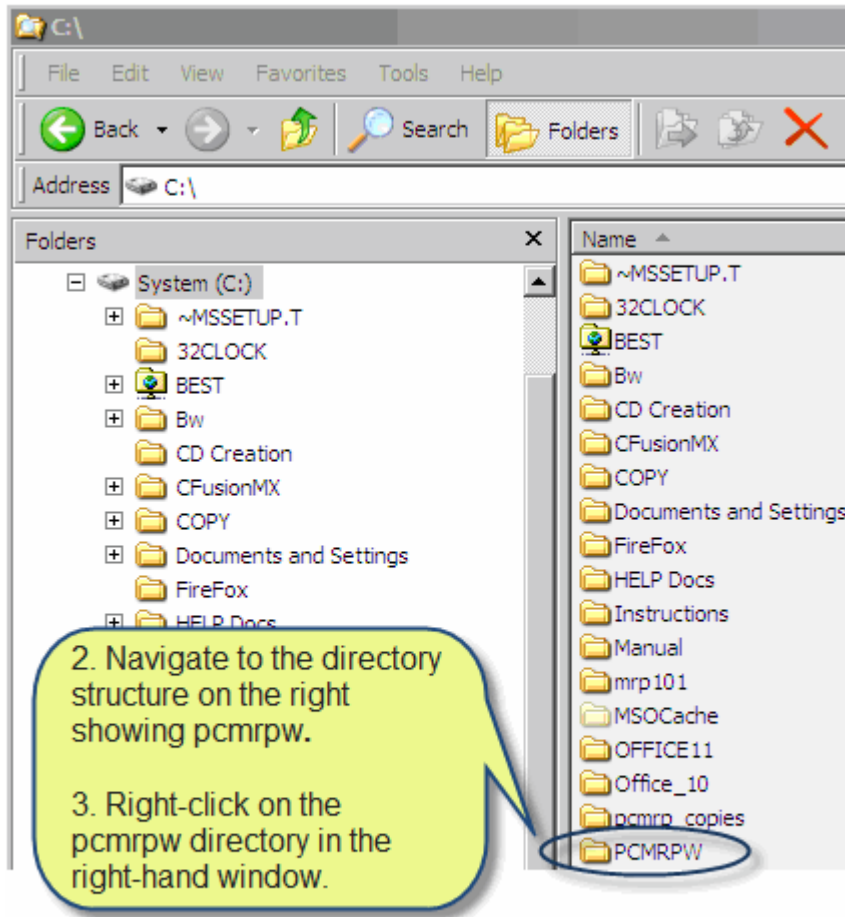 C:\
File Edit View Favorites Tools Help
Back Search Folders
Address C:\
Folders
System (C:)
~MSSETUP.T
32CLOCK
BEST
Bw
CD Creation
CFusionMX
COPY
Documents and Settings
FireFox
HELP Docs
2. Navigate to the directory
structure on the right
showing pcmrpw.
3. Right-click on the
pcmrpw directory in the
right-hand window.
Name
~MSSETUP.T
32CLOCK
BEST
Bw
CD Creation
CFusionMX
COPY
Documents and Settings
FireFox
HELP Docs
Instructions
Manual
mrp101
MSOCache
OFFICE11
Office_10
pcmrp_copies
PCMRPW